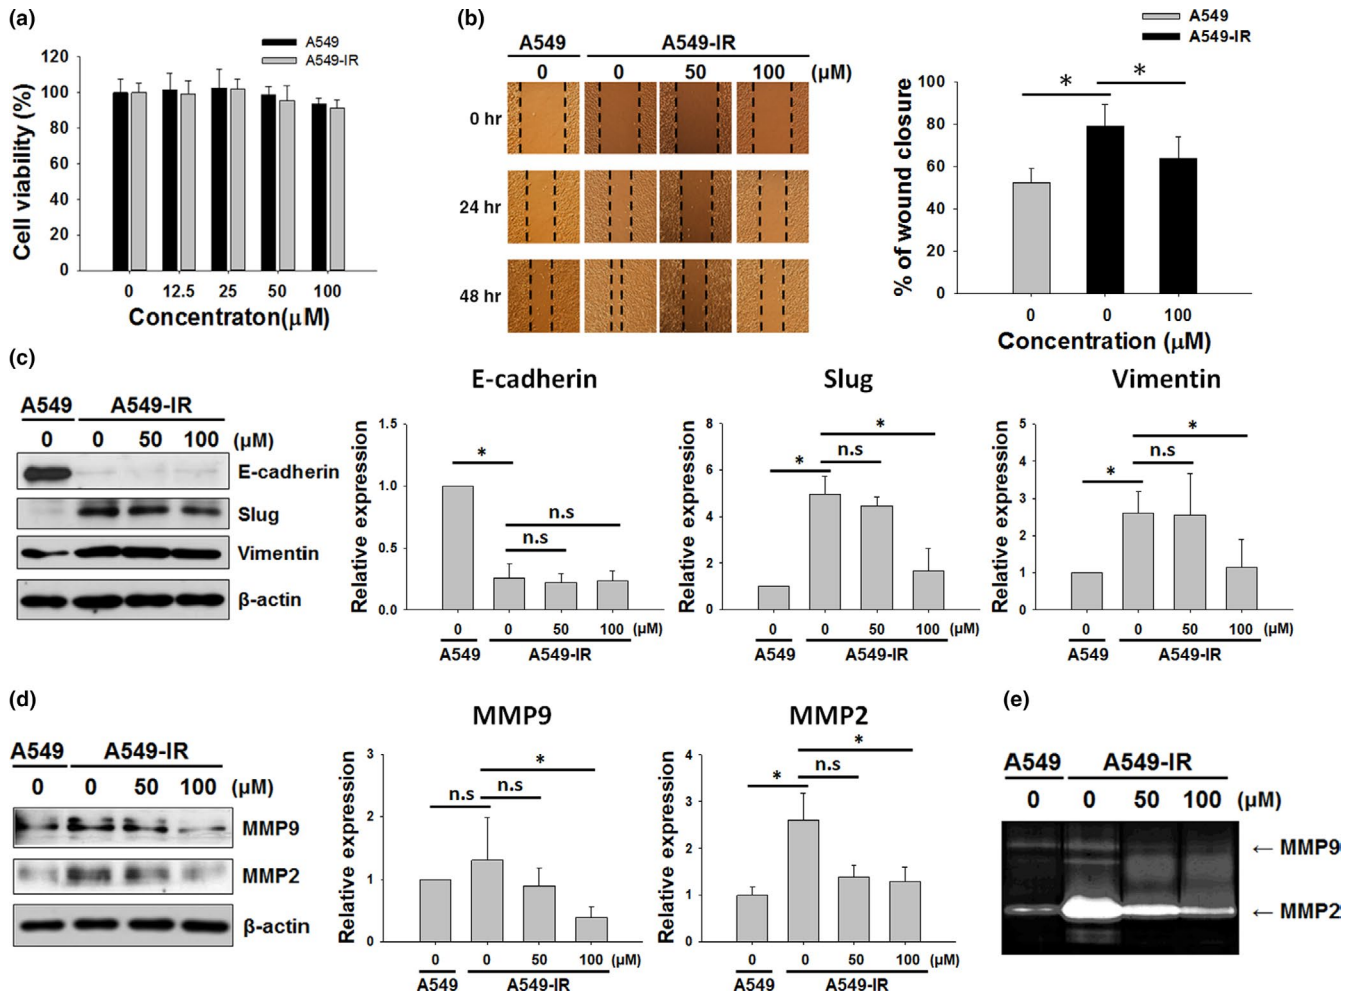 (a)
A549
A549-IR
120
100
80
60
40
20
0
Cell viability (%)
0 12.5 25 50 100
Concentraton(μM)
(b)
A549 A549-IR
0 0 50 100 (μM)
0 hr
24 hr
48 hr
A549
A549-IR
100
80
60
40
20
0
% of wound closure
* *
0 0 100
Concentration (μM)
(c)
A549 A549-IR
0 0 50 100 (μM)
E-cadherin
Slug
Vimentin
β-actin
E-cadherin
1.5
1.0
0.5
0.0
Relative expression
*
n.s
n.s
0 0 50 100 (μM)
A549 A549-IR
Slug
8
6
4
2
0
Relative expression
*
n.s
*
0 0 50 100 (μM)
A549 A549-IR
Vimentin
5
4
3
2
1
0
Relative expression
*
n.s
*
0 0 50 100 (μM)
A549 A549-IR
(d)
A549 A549-IR
0 0 50 100 (μM)
MMP9
MMP2
β-actin
MMP9
3
2
1
0
Relative expression
*
n.s n.s
0 0 50 100 (μM)
A549 A549-IR
MMP2
4
3
2
1
0
Relative expression
*
n.s
*
0 0 50 100 (μM)
A549 A549-IR
(e)
A549 A549-IR
0 0 50 100 (μM)
← MMP9
← MMP2